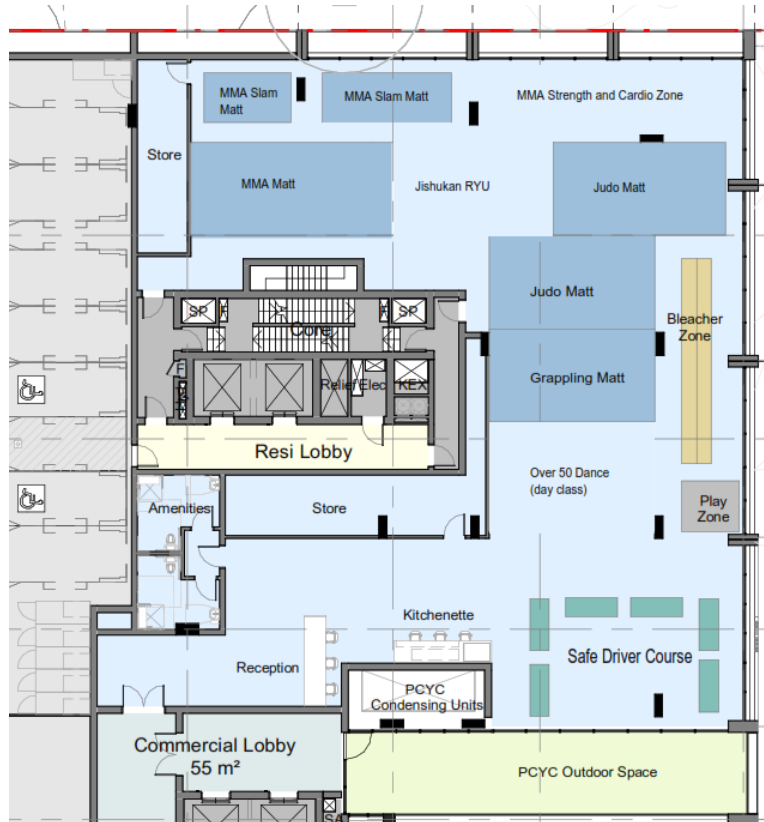 MMA Slam
Matt
MMA Slam Matt
MMA Strength and Cardio Zone
Store
MMA Matt
Jishukan RYU
Judo Matt
Judo Matt
Bleacher
Zone
SP
SP
Core
F
Relief
Elec
KEX
Grappling Matt
Resi Lobby
Over 50 Dance
(day class)
Amenities
Store
Play
Zone
Kitchenette
Safe Driver Course
Reception
PCYC
Condensing Units
Commercial Lobby
55 m²
PCYC Outdoor Space